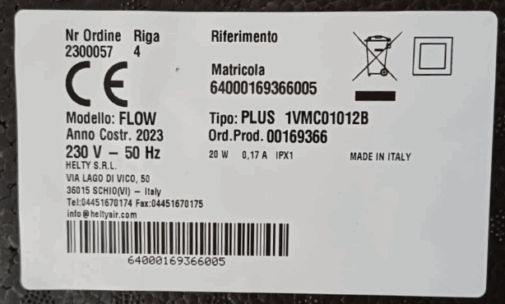 Nr Ordine Riga Riferimento
2300057 4
Matricola
64000169366005
CE
Modello: FLOW Tipo: PLUS 1VMC01012B
Anno Costr. 2023 Ord.Prod. 00169366
230 V – 50 Hz 20 W 0,17 A IPX1 MADE IN ITALY
HELTY S.R.L.
VIA LAGO DI VICO, 50
36015 SCHIO(VI) – Italy
Tel:04451670174 Fax:04451670175
info@heltyair.com
64000169366005